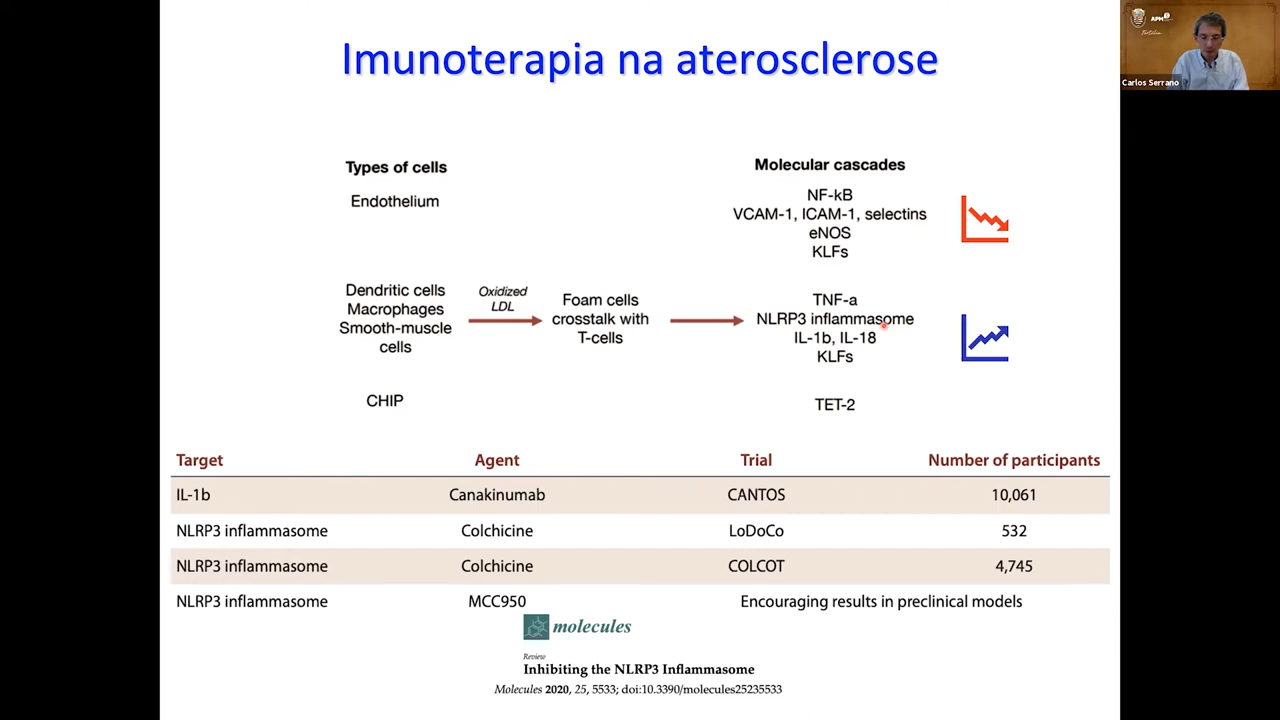 Imunoterapia na aterosclerose
APM
Carlos Serrano
Types of cells
Molecular cascades
Endothelium
NF-kB
VCAM-1, ICAM-1, selectins
eNOS
KLFs
Dendritic cells
Macrophages
Smooth-muscle
cells
Oxidized
LDL
Foam cells
crosstalk with
T-cells
TNF-a
NLRP3 inflammasome
IL-1b, IL-18
KLFs
CHIP
TET-2
Target Agent Trial Number of participants
IL-1b Canakinumab CANTOS 10,061
NLRP3 inflammasome Colchicine LoDoCo 532
NLRP3 inflammasome Colchicine COLCOT 4,745
NLRP3 inflammasome MCC950 Encouraging results in preclinical models
molecules
Review
Inhibiting the NLRP3 Inflammasome
Molecules 2020, 25, 5533; doi:10.3390/molecules25235533